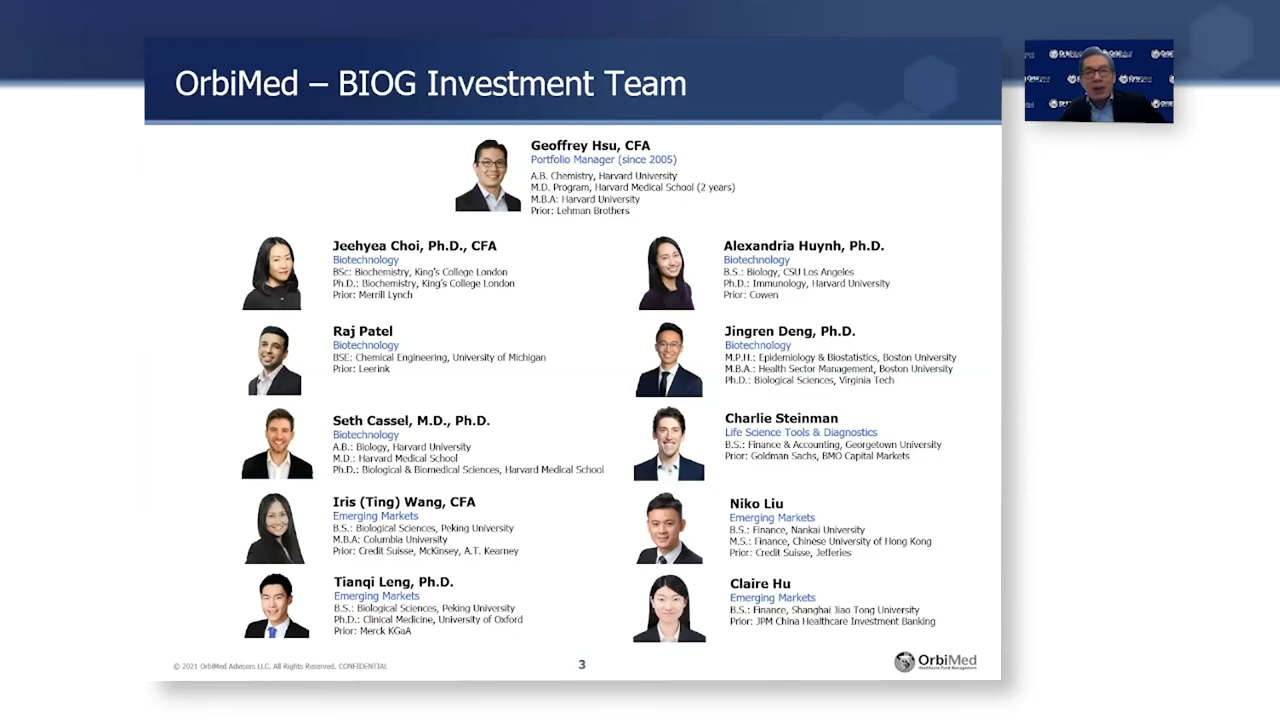 OrbiMed – BIOG Investment Team
OrbiMed
OrbiMed
Geoffrey Hsu, CFA
Portfolio Manager (since 2005)
A.B. Chemistry, Harvard University
M.D. Program, Harvard Medical School (2 years)
M.B.A: Harvard University
Prior: Lehman Brothers
Jeehyea Choi, Ph.D., CFA
Biotechnology
BSc: Biochemistry, King's College London
Ph.D.: Biochemistry, King's College London
Prior: Merrill Lynch
Alexandria Huynh, Ph.D.
Biotechnology
B.S.: Biology, CSU Los Angeles
Ph.D.: Immunology, Harvard University
Prior: Cowen
Raj Patel
Biotechnology
BSE: Chemical Engineering, University of Michigan
Prior: Leerink
Jingren Deng, Ph.D.
Biotechnology
M.P.H.: Epidemiology & Biostatistics, Boston University
M.B.A.: Health Sector Management, Boston University
Ph.D.: Biological Sciences, Virginia Tech
Seth Cassel, M.D., Ph.D.
Biotechnology
A.B.: Biology, Harvard University
M.D.: Harvard Medical School
Ph.D.: Biological & Biomedical Sciences, Harvard Medical School
Charlie Steinman
Life Science Tools & Diagnostics
B.S.: Finance & Accounting, Georgetown University
Prior: Goldman Sachs, BMO Capital Markets
Iris (Ting) Wang, CFA
Emerging Markets
B.S.: Biological Sciences, Peking University
M.B.A: Columbia University
Prior: Credit Suisse, McKinsey, A.T. Kearney
Niko Liu
Emerging Markets
B.S.: Finance, Nankai University
M.S.: Finance, Chinese University of Hong Kong
Prior: Credit Suisse, Jefferies
Tianqi Leng, Ph.D.
Emerging Markets
B.S.: Biological Sciences, Peking University
Ph.D.: Clinical Medicine, University of Oxford
Prior: Merck KGaA
Claire Hu
Emerging Markets
B.S.: Finance, Shanghai Jiao Tong University
Prior: JPM China Healthcare Investment Banking
© 2021 OrbiMed Advisors LLC. All Rights Reserved. CONFIDENTIAL
3
OrbiMed
Healthcare Fund Management